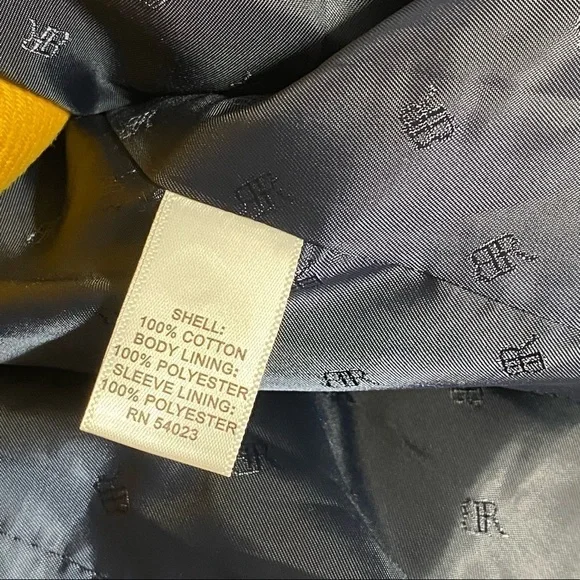 SHELL:
100% COTTON
BODY LINING:
100% POLYESTER
SLEEVE LINING:
100% POLYESTER
RN 54023